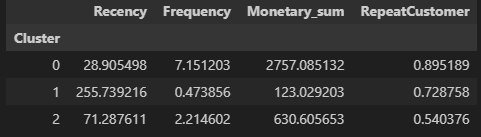 Recency Frequency Monetary_sum RepeatCustomer
Cluster
0 28.905498 7.151203 2757.085132 0.895189
1 255.739216 0.473856 123.029203 0.728758
2 71.287611 2.214602 630.605653 0.540376